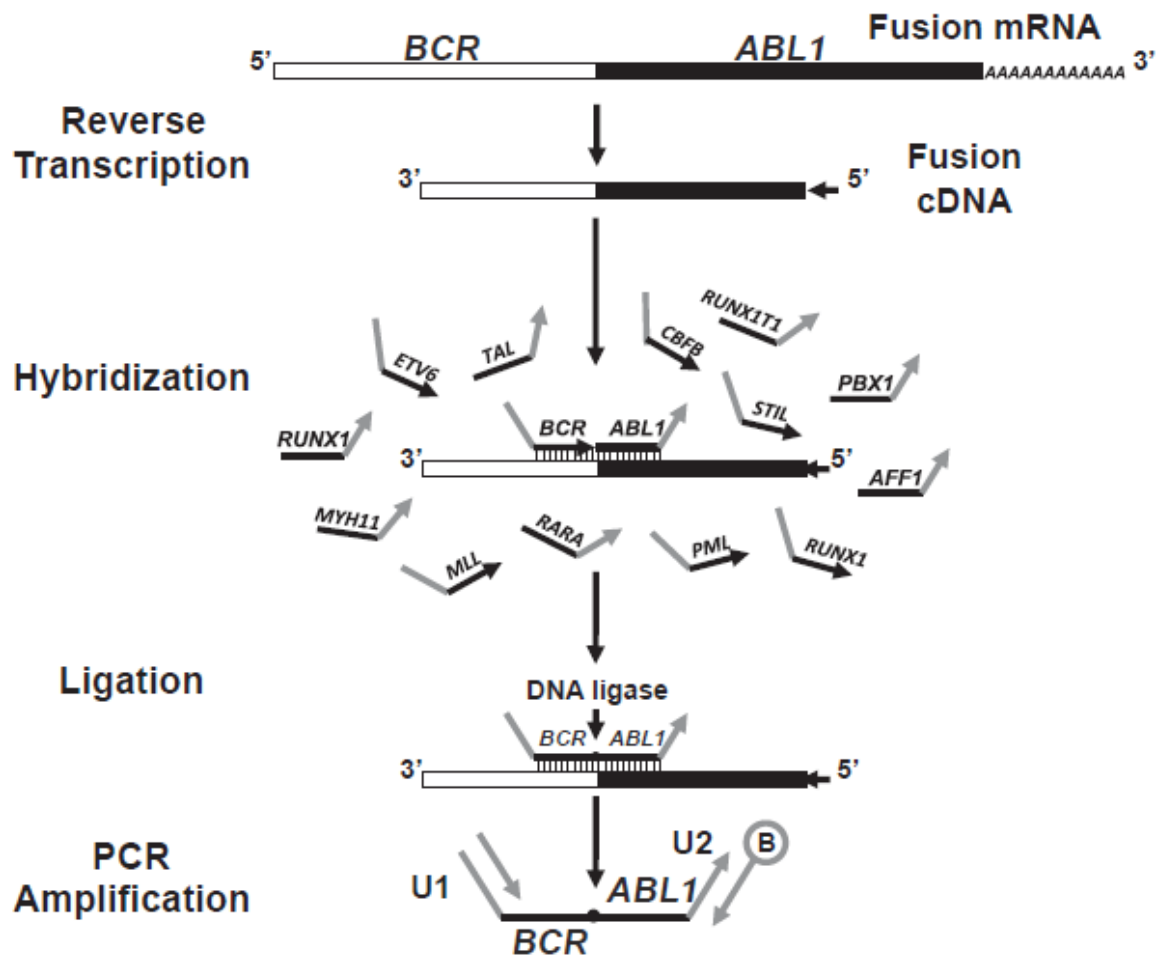 BCR
ABL1
Fusion mRNA
5’
AAAAAAAAAAAA
3’
Reverse
Transcription
3’
5’
Fusion
cDNA
Hybridization
ETV6
TAL
CBFB
RUNX1T1
PBX1
STIL
RUNX1
BCR
ABL1
3’
5’
AFF1
MYH11
MLL
RARA
PML
RUNX1
Ligation
DNA ligase
BCR
ABL1
3’
5’
PCR
Amplification
U1
U2
B
ABL1
BCR